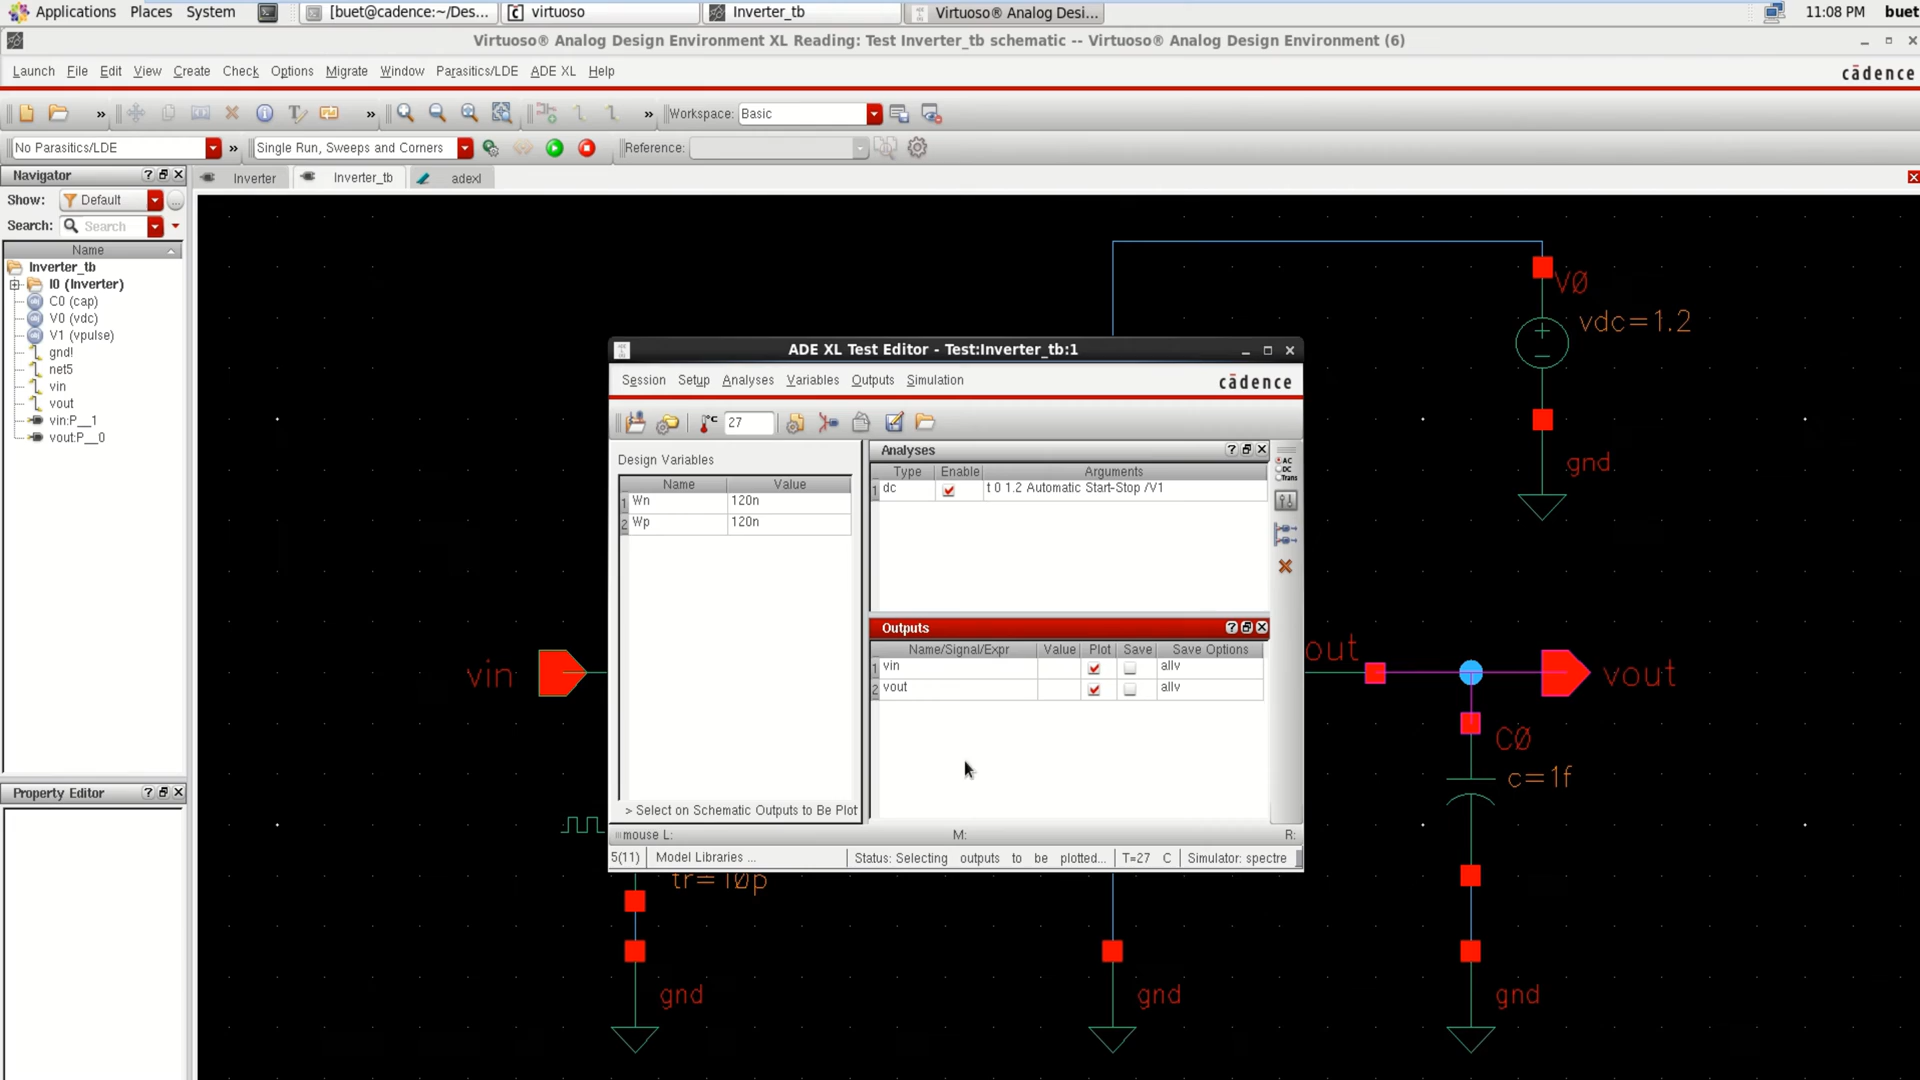 Applications Places System [buet@cadence:~/Des... virtuoso Inverter_tb Virtuoso® Analog Desi... 11:08 PM buet
Virtuoso® Analog Design Environment XL Reading: Test Inverter_tb schematic -- Virtuoso® Analog Design Environment (6)
Launch File Edit View Create Check Options Migrate Window Parasitics/LDE ADE XL Help cādence
» » » Workspace: Basic
No Parasitics/LDE » Single Run, Sweeps and Corners Reference:
Navigator Inverter Inverter_tb adexl
Show: Default
Search: Search
Name
Inverter_tb
I0 (Inverter)
C0 (cap)
V0 (vdc)
V1 (vpulse)
gnd!
net5
vin
vout
vin:P__1
vout:P__0
Property Editor
V0
vdc=1.2
gnd
vin
out
vout
C0
c=1f
tr=10p
gnd
gnd
gnd
ADE XL Test Editor - Test:Inverter_tb:1
Session Setup Analyses Variables Outputs Simulation cādence
°C 27
Design Variables
Name Value
1 Wn 120n
2 Wp 120n
> Select on Schematic Outputs to Be Plot
Analyses
Type Enable Arguments
1 dc t 0 1.2 Automatic Start-Stop /V1
AC
DC
Trans
Outputs
Name/Signal/Expr Value Plot Save Save Options
1 vin allv
2 vout allv
mouse L: M: R:
5(11) Model Libraries ... Status: Selecting outputs to be plotted... T=27 C Simulator: spectre